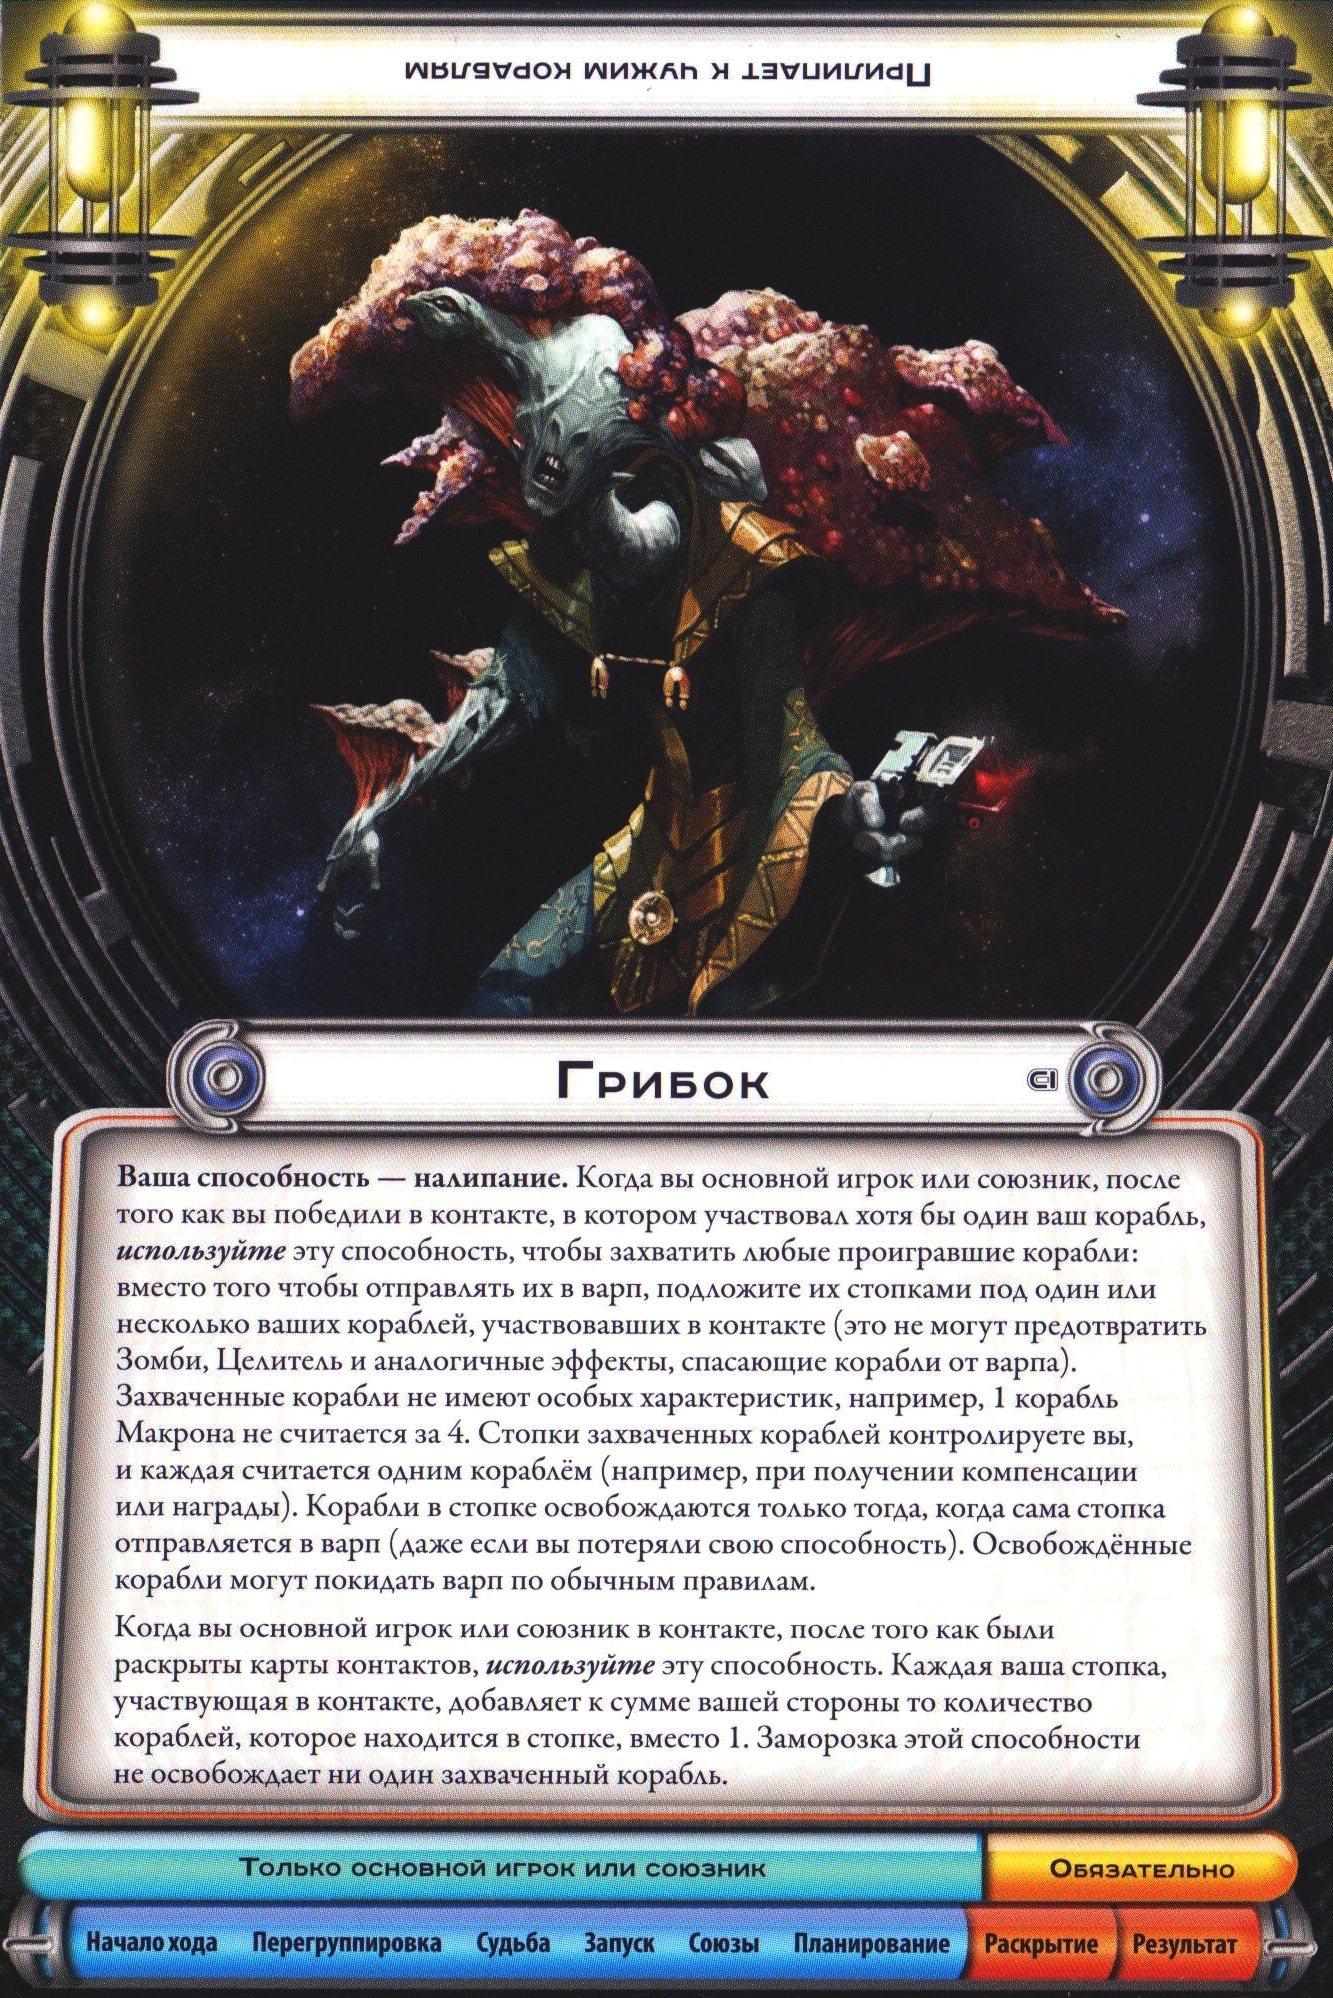 Прилипает к чужим кораблям
Грибок
Ваша способность — налипание. Когда вы основной игрок или союзник, после
того как вы победили в контакте, в котором участвовал хотя бы один ваш корабль,
используйте эту способность, чтобы захватить любые проигравшие корабли:
вместо того чтобы отправлять их в варп, подложите их стопками под один или
несколько ваших кораблей, участвовавших в контакте (это не могут предотвратить
Зомби, Целитель и аналогичные эффекты, спасающие корабли от варпа).
Захваченные корабли не имеют особых характеристик, например, 1 корабль
Макрона не считается за 4. Стопки захваченных кораблей контролируете вы,
и каждая считается одним кораблём (например, при получении компенсации
или награды). Корабли в стопке освобождаются только тогда, когда сама стопка
отправляется в варп (даже если вы потеряли свою способность). Освобождённые
корабли могут покидать варп по обычным правилам.
Когда вы основной игрок или союзник в контакте, после того как были
раскрыты карты контактов, используйте эту способность. Каждая ваша стопка,
участвующая в контакте, добавляет к сумме вашей стороны то количество
кораблей, которое находится в стопке, вместо 1. Заморозка этой способности
не освобождает ни один захваченный корабль.
Только основной игрок или союзник Обязательно
Начало хода Перегруппировка Судьба Запуск Союзы Планирование Раскрытие Результат